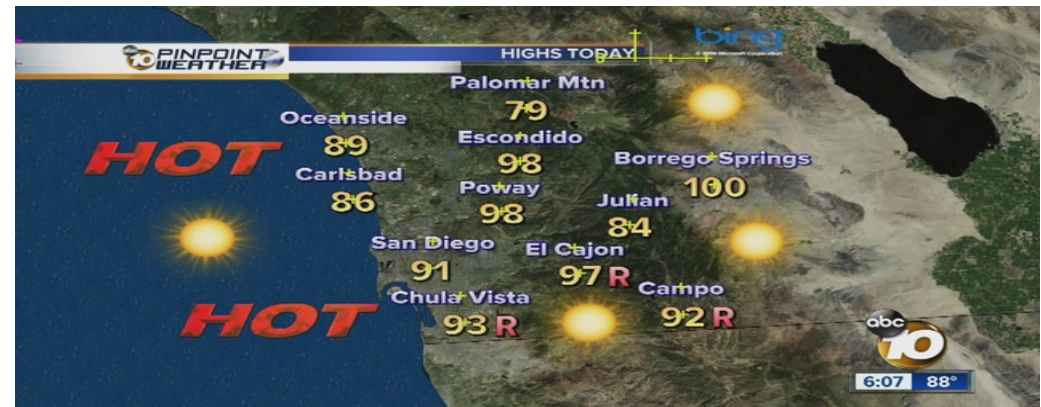 10 PINPOINT WEATHER
HIGHS TODAY
bing
Palomar Mtn
79
Oceanside
89
Escondido
98
HOT
Borrego Springs
100
Carlsbad
86
Poway
98
Julian
84
San Diego
91
El Cajon
97 R
Campo
92 R
Chula Vista
93 R
HOT
abc
10
6:07 88°